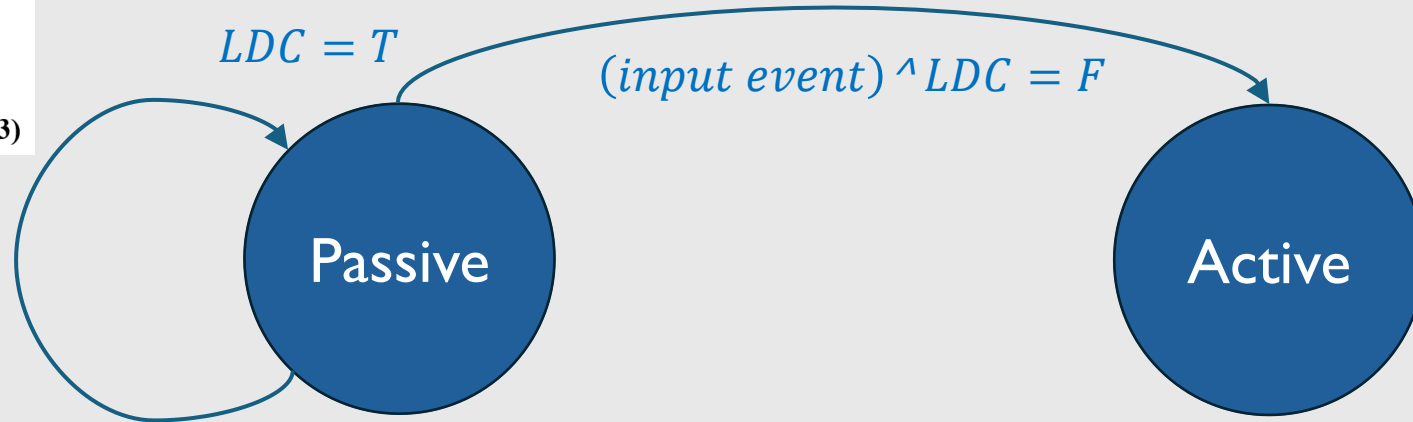 LDC = T
(input event) ^ LDC = F
3)
Passive
Active